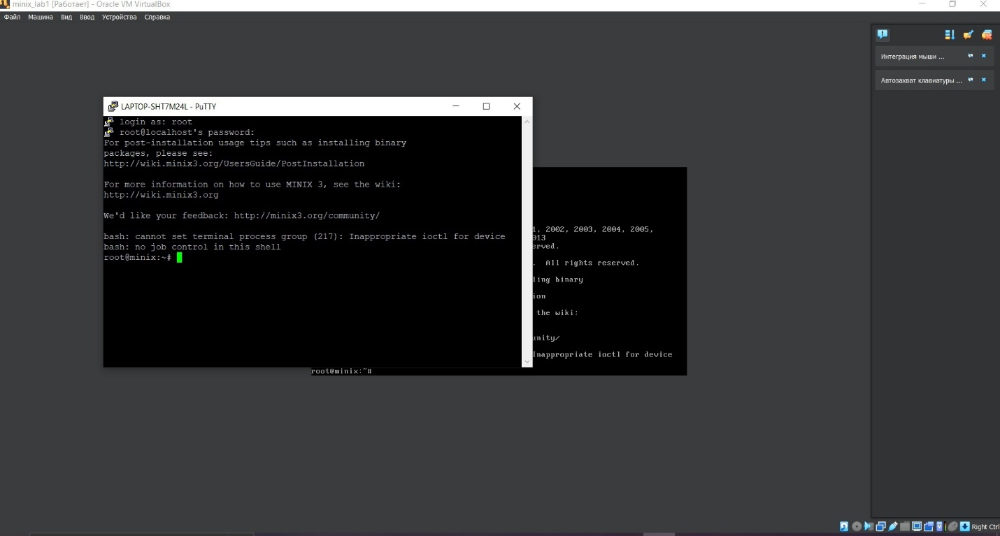 minix_lab1 [Работает] - Oracle VM VirtualBox
Файл Машина Вид Ввод Устройства Справка
Интеграция мыши ...
Автозахват клавиатуры ...
LAPTOP-SHT7M24L - PuTTY
login as: root
root@localhost's password:
For post-installation usage tips such as installing binary
packages, please see:
http://wiki.minix3.org/UsersGuide/PostInstallation
For more information on how to use MINIX 3, see the wiki:
http://wiki.minix3.org
We'd like your feedback: http://minix3.org/community/
bash: cannot set terminal process group (217): Inappropriate ioctl for device
bash: no job control in this shell
root@minix:~#
1, 2002, 2003, 2004, 2005,
013
erved.
. All rights reserved.
ling binary
ion
the wiki:
unity/
Inappropriate ioctl for device
root@minix:~#
Right Ctrl